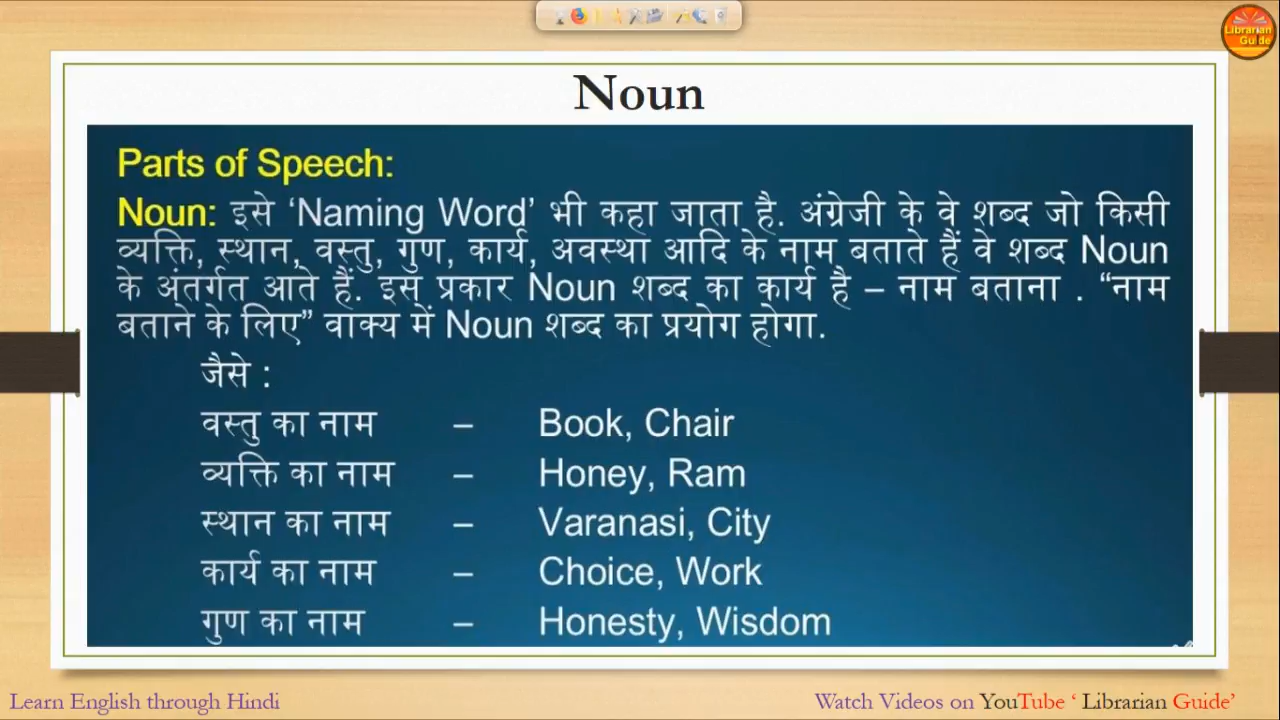 Librarian
Guide
Noun
Parts of Speech:
Noun: इसे ‘Naming Word’ भी कहा जाता है. अंग्रेजी के वे शब्द जो किसी
व्यक्ति, स्थान, वस्तु, गुण, कार्य, अवस्था आदि के नाम बताते हैं वे शब्द Noun
के अंतर्गत आते हैं. इस प्रकार Noun शब्द का कार्य है – नाम बताना . “नाम
बताने के लिए” वाक्य में Noun शब्द का प्रयोग होगा.
जैसे :
वस्तु का नाम – Book, Chair
व्यक्ति का नाम – Honey, Ram
स्थान का नाम – Varanasi, City
कार्य का नाम – Choice, Work
गुण का नाम – Honesty, Wisdom
Learn English through Hindi
Watch Videos on YouTube ‘ Librarian Guide’